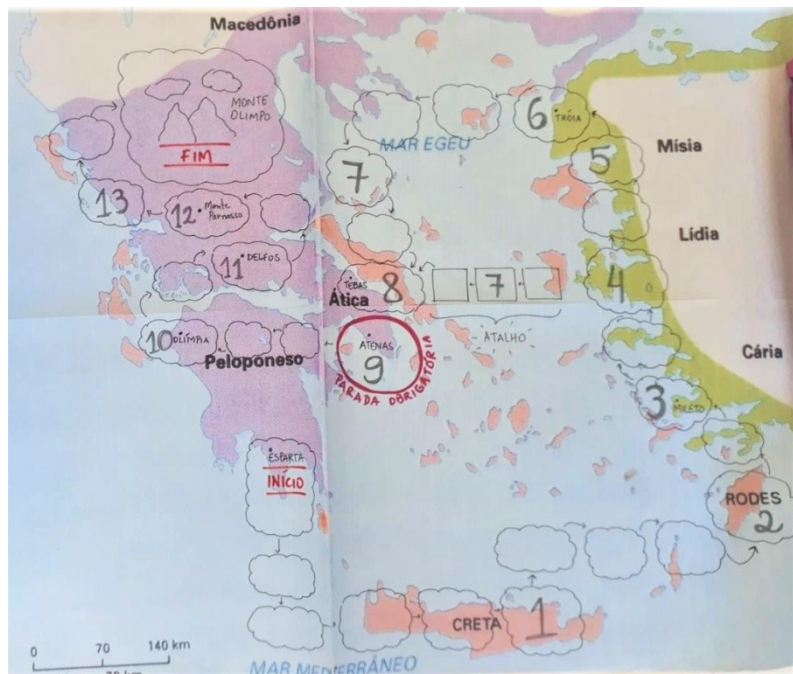 Macedônia
MONTE
OLIMPO
FIM
6 TRÓIA
MAR EGEU
5
Mísia
7
13
12 Monte
Parnasso
Lídia
11 DELFOS
TEBAS
8
7
4
Ática
10 OLÍMPIA
ATENAS
9
PARADA OBRIGATÓRIA
- ATALHO -
Peloponeso
Cária
3 MILETO
ESPARTA
INÍCIO
RODES
2
CRETA
1
0 70 140 km
MAR MEDITERRÂNEO